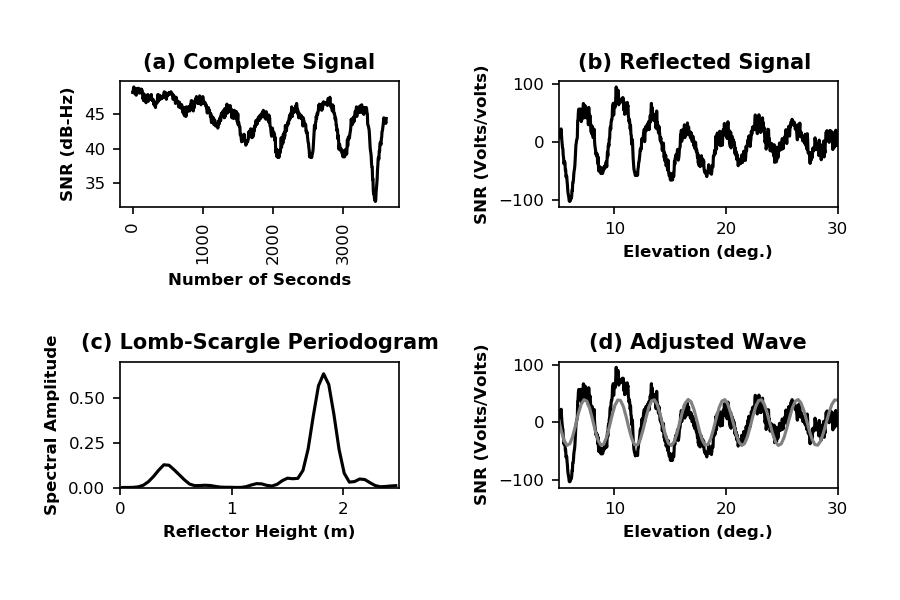 (a) Complete Signal
SNR (dB-Hz)
45
40
35
0
1000
2000
3000
Number of Seconds
(b) Reflected Signal
SNR (Volts/volts)
100
0
−100
10
20
30
Elevation (deg.)
(c) Lomb-Scargle Periodogram
Spectral Amplitude
0.50
0.25
0.00
0
1
2
Reflector Height (m)
(d) Adjusted Wave
SNR (Volts/Volts)
100
0
−100
10
20
30
Elevation (deg.)